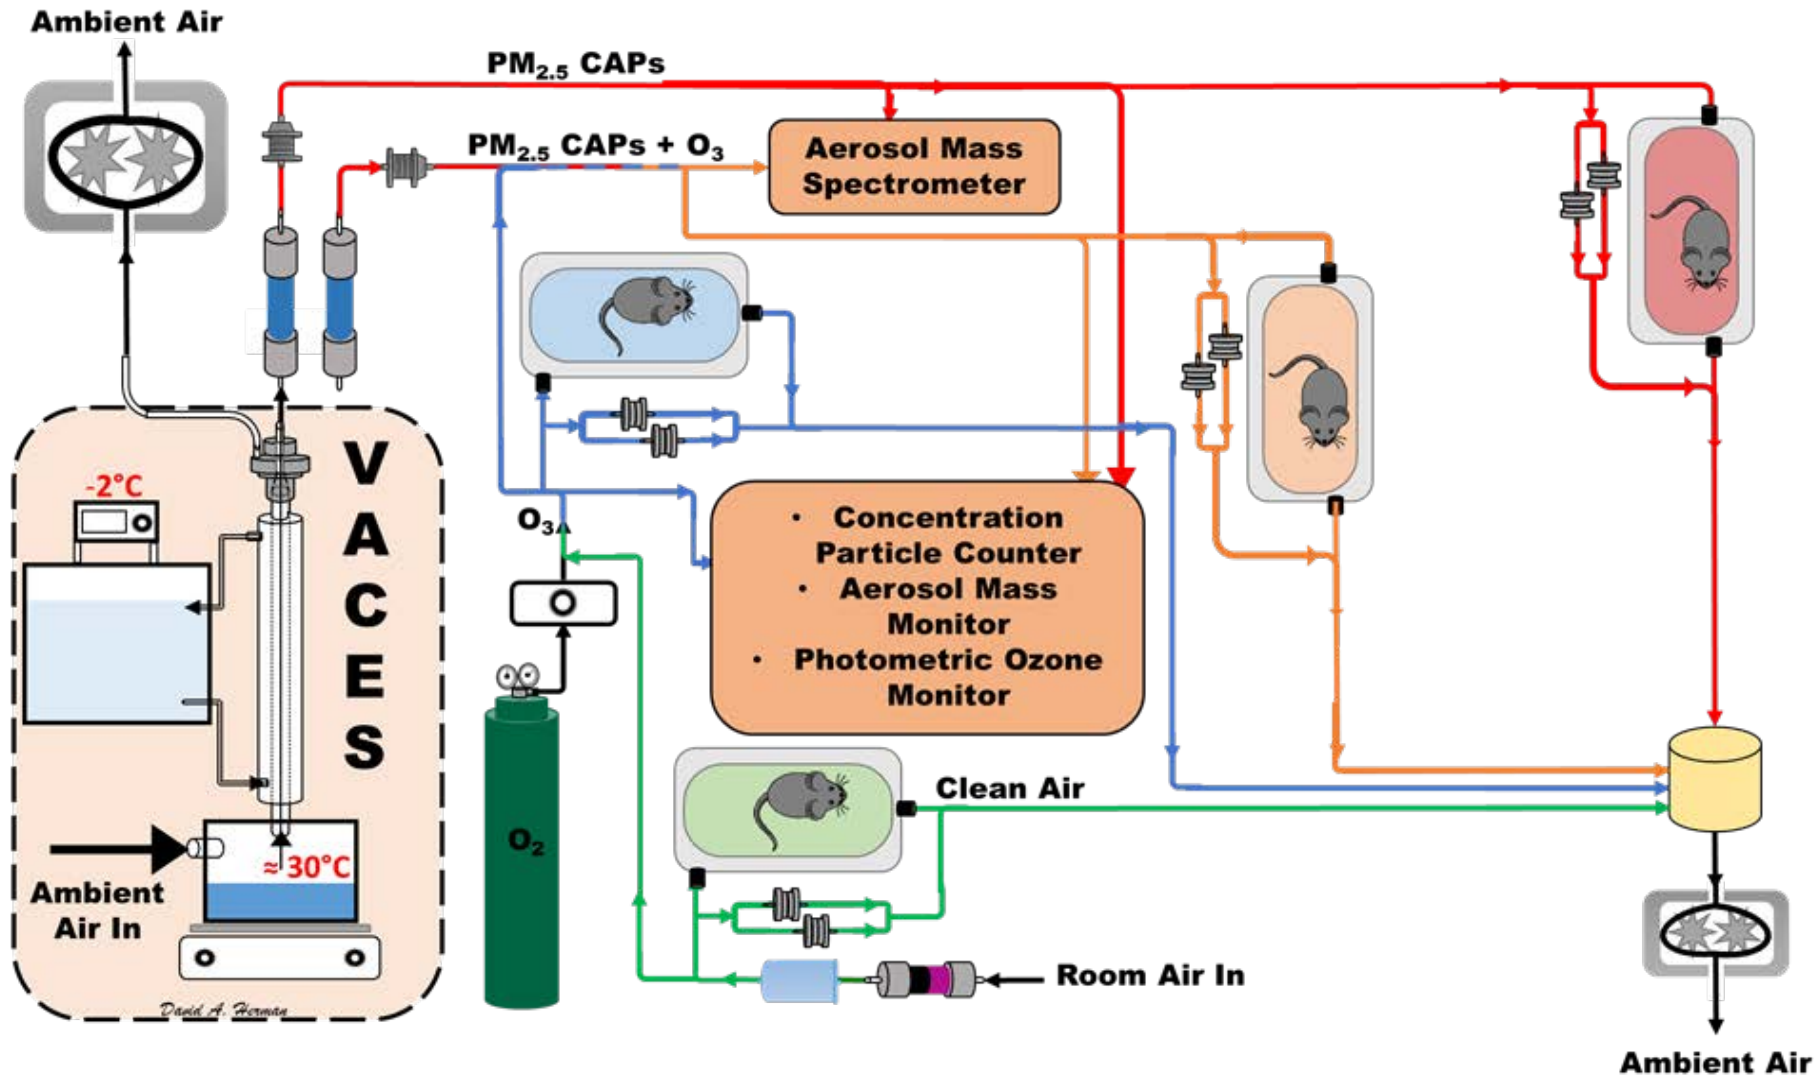 Ambient Air
PM2.5 CAPs
PM2.5 CAPs + O3
Aerosol Mass
Spectrometer
VACES
-2°C
≈ 30°C
Ambient
Air In
David A. Herman
O3
O2
• Concentration
Particle Counter
• Aerosol Mass
Monitor
• Photometric Ozone
Monitor
Clean Air
Room Air In
Ambient Air